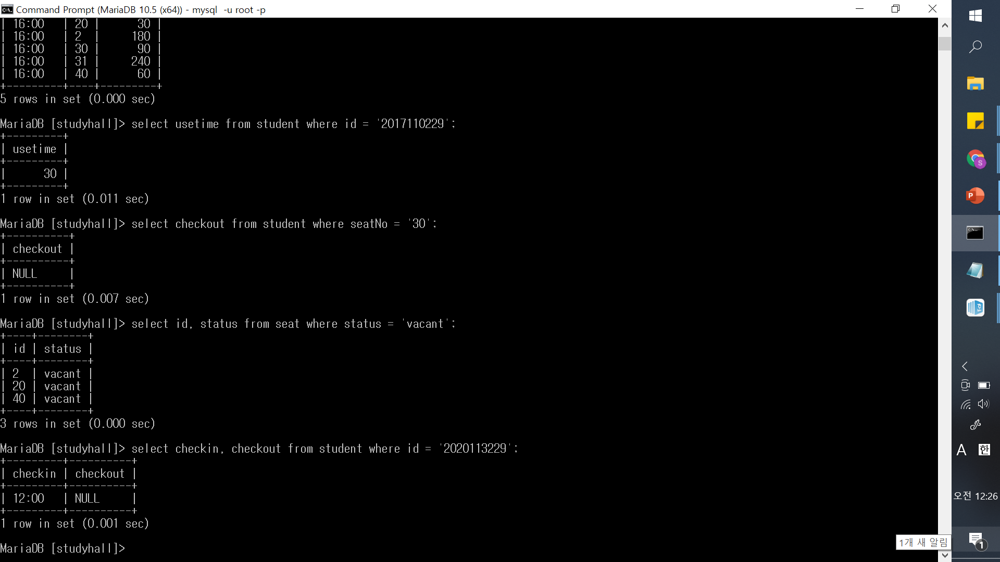 Command Prompt (MariaDB 10.5 (x64)) - mysql  -u root -p
| 16:00   | 20 |      30 |
| 16:00   | 2  |     180 |
| 16:00   | 30 |      90 |
| 16:00   | 31 |     240 |
| 16:00   | 40 |      60 |
+---------+----+---------+
5 rows in set (0.000 sec)
MariaDB [studyhall]> select usetime from student where id = '2017110229';
+---------+
| usetime |
+---------+
|      30 |
+---------+
1 row in set (0.011 sec)
MariaDB [studyhall]> select checkout from student where seatNo = '30';
+----------+
| checkout |
+----------+
| NULL     |
+----------+
1 row in set (0.007 sec)
MariaDB [studyhall]> select id, status from seat where status = 'vacant';
+----+--------+
| id | status |
+----+--------+
| 2  | vacant |
| 20 | vacant |
| 40 | vacant |
+----+--------+
3 rows in set (0.000 sec)
MariaDB [studyhall]> select checkin, checkout from student where id = '2020113229';
+---------+----------+
| checkin | checkout |
+---------+----------+
| 12:00   | NULL     |
+---------+----------+
1 row in set (0.001 sec)
MariaDB [studyhall]>
S
P
A 한
오전 12:26
1개 새 알림
1